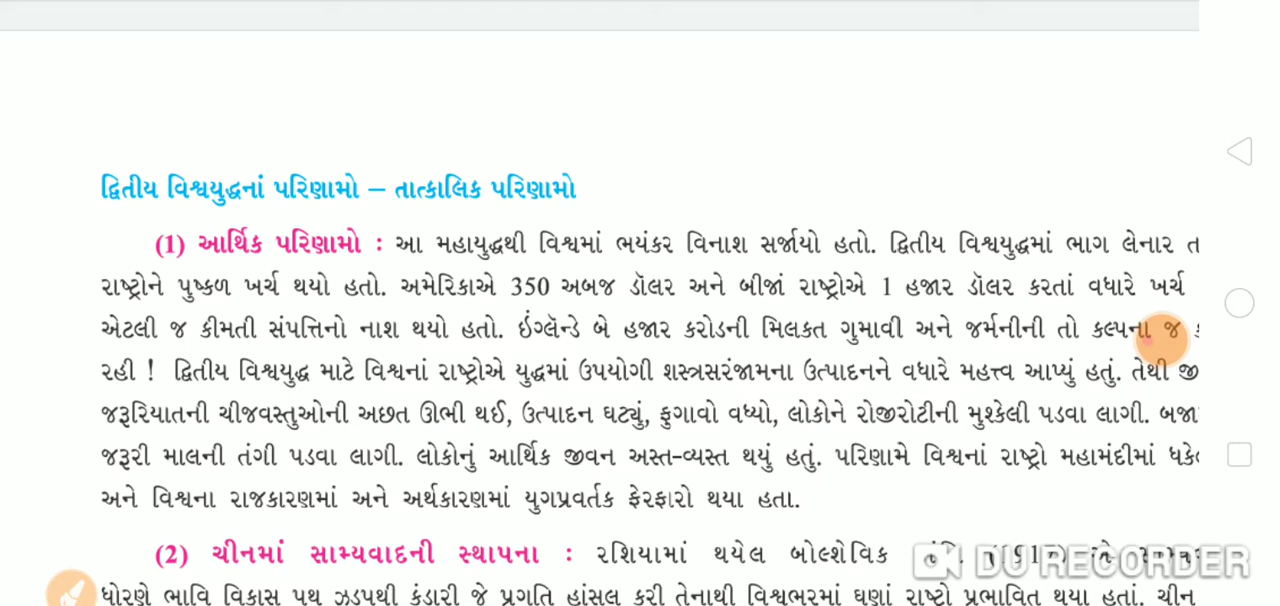 દ્વિતીય વિશ્વયુદ્ધનાં પરિણામો – તાત્કાલિક પરિણામો
(1) આર્થિક પરિણામો : આ મહાયુદ્ધથી વિશ્વમાં ભયંકર વિનાશ સર્જાયો હતો. દ્વિતીય વિશ્વયુદ્ધમાં ભાગ લેનાર
રાષ્ટ્રોને પુષ્કળ ખર્ચ થયો હતો. અમેરિકાએ 350 અબજ ડૉલર અને બીજાં રાષ્ટ્રોએ 1 હજાર ડૉલર કરતાં વધારે ખર્ચ
એટલી જ કીમતી સંપત્તિનો નાશ થયો હતો. ઇંગ્લૅન્ડે બે હજાર કરોડની મિલકત ગુમાવી અને જર્મનીની તો કલ્પના જ
રહી ! દ્વિતીય વિશ્વયુદ્ધ માટે વિશ્વનાં રાષ્ટ્રોએ યુદ્ધમાં ઉપયોગી શસ્ત્રસરંજામના ઉત્પાદનને વધારે મહત્ત્વ આપ્યું હતું. તેથી
જરૂરિયાતની ચીજવસ્તુઓની અછત ઊભી થઈ, ઉત્પાદન ઘટ્યું, ફુગાવો વધ્યો, લોકોને રોજીરોટીની મુશ્કેલી પડવા લાગી.
જરૂરી માલની તંગી પડવા લાગી. લોકોનું આર્થિક જીવન અસ્ત-વ્યસ્ત થયું હતું. પરિણામે વિશ્વનાં રાષ્ટ્રો મહામંદીમાં
અને વિશ્વના રાજકારણમાં અને અર્થકારણમાં યુગપ્રવર્તક ફેરફારો થયા હતા.
(2) ચીનમાં સામ્યવાદની સ્થાપના : રશિયામાં થયેલ બોલ્શેવિક (1917)
DU RECORDER
ધોરણે ભાવિ વિકાસ પથ ઝડપથી કંડારી જે પ્રગતિ હાંસલ કરી તેનાથી વિશ્વભરમાં ઘણાં રાષ્ટ્રો પ્રભાવિત થયા હતાં. ચીન